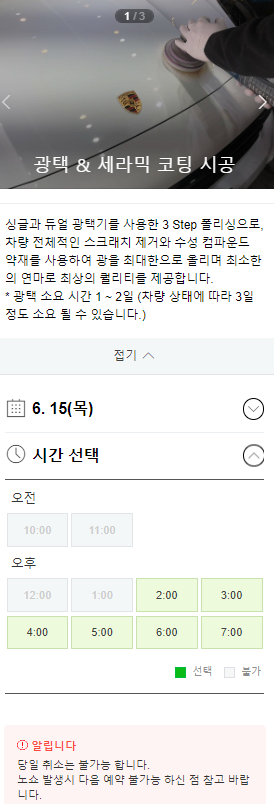 1 / 3
광택 & 세라믹 코팅 시공
싱글과 듀얼 광택기를 사용한 3 Step 폴리싱으로,
차량 전체적인 스크래치 제거와 수성 컴파운드
약재를 사용하여 광을 최대한으로 올리며 최소한
의 연마로 최상의 퀄리티를 제공합니다.
* 광택 소요 시간 1 ~ 2일 (차량 상태에 따라 3일
정도 소요 될 수 있습니다.)
접기
6. 15(목)
시간 선택
오전
10:00 11:00
오후
12:00 1:00 2:00 3:00
4:00 5:00 6:00 7:00
선택 불가
알립니다
당일 취소는 불가능 합니다.
노쇼 발생시 다음 예약 불가능 하신 점 참고 바랍
니다.